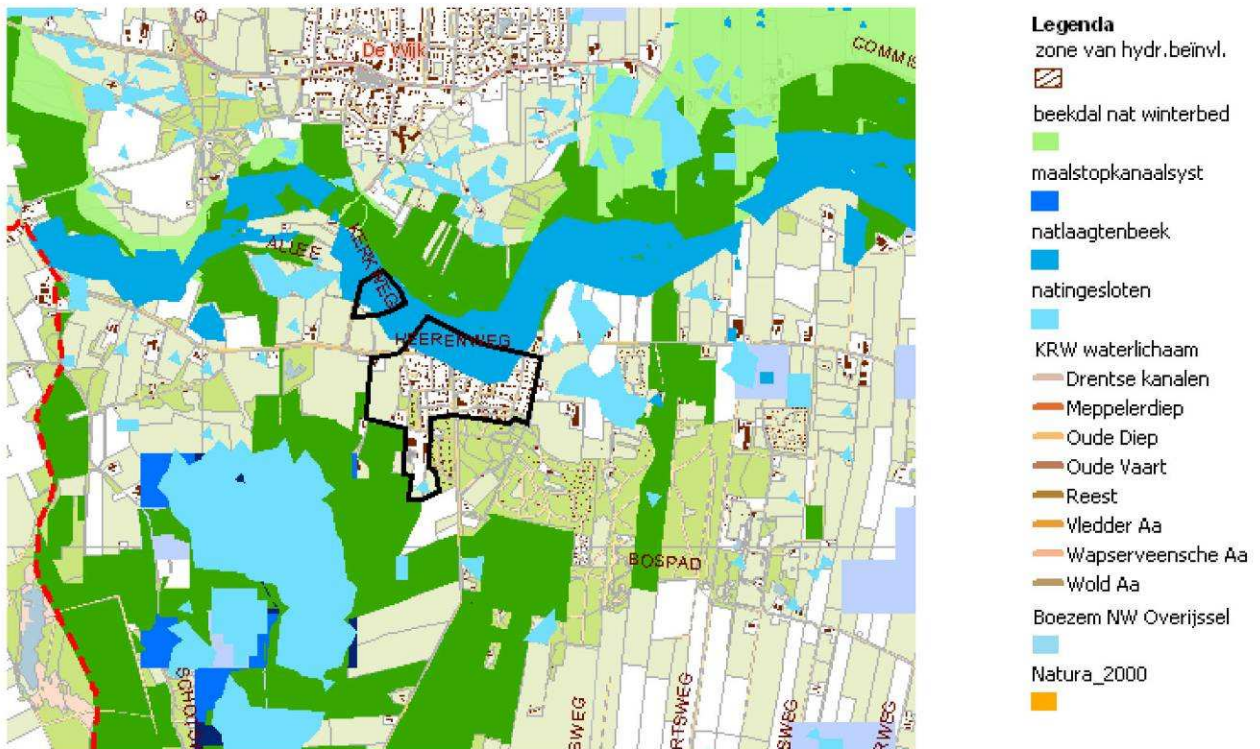 De Wijk
COMMIS
KERKWEG
ALLEE
HEERENWEG
BOSPAD
SCHOTSW
SWEG
RTSWEG
SWEG
RWEG
Legenda
zone van hydr.beïnvl.
beekdal nat winterbed
maalstopkanaalsyst
natlaagtenbeek
natingesloten
KRW waterlichaam
Drentse kanalen
Meppelerdiep
Oude Diep
Oude Vaart
Reest
Vledder Aa
Wapserveensche Aa
Wold Aa
Boezem NW Overijssel
Natura_2000